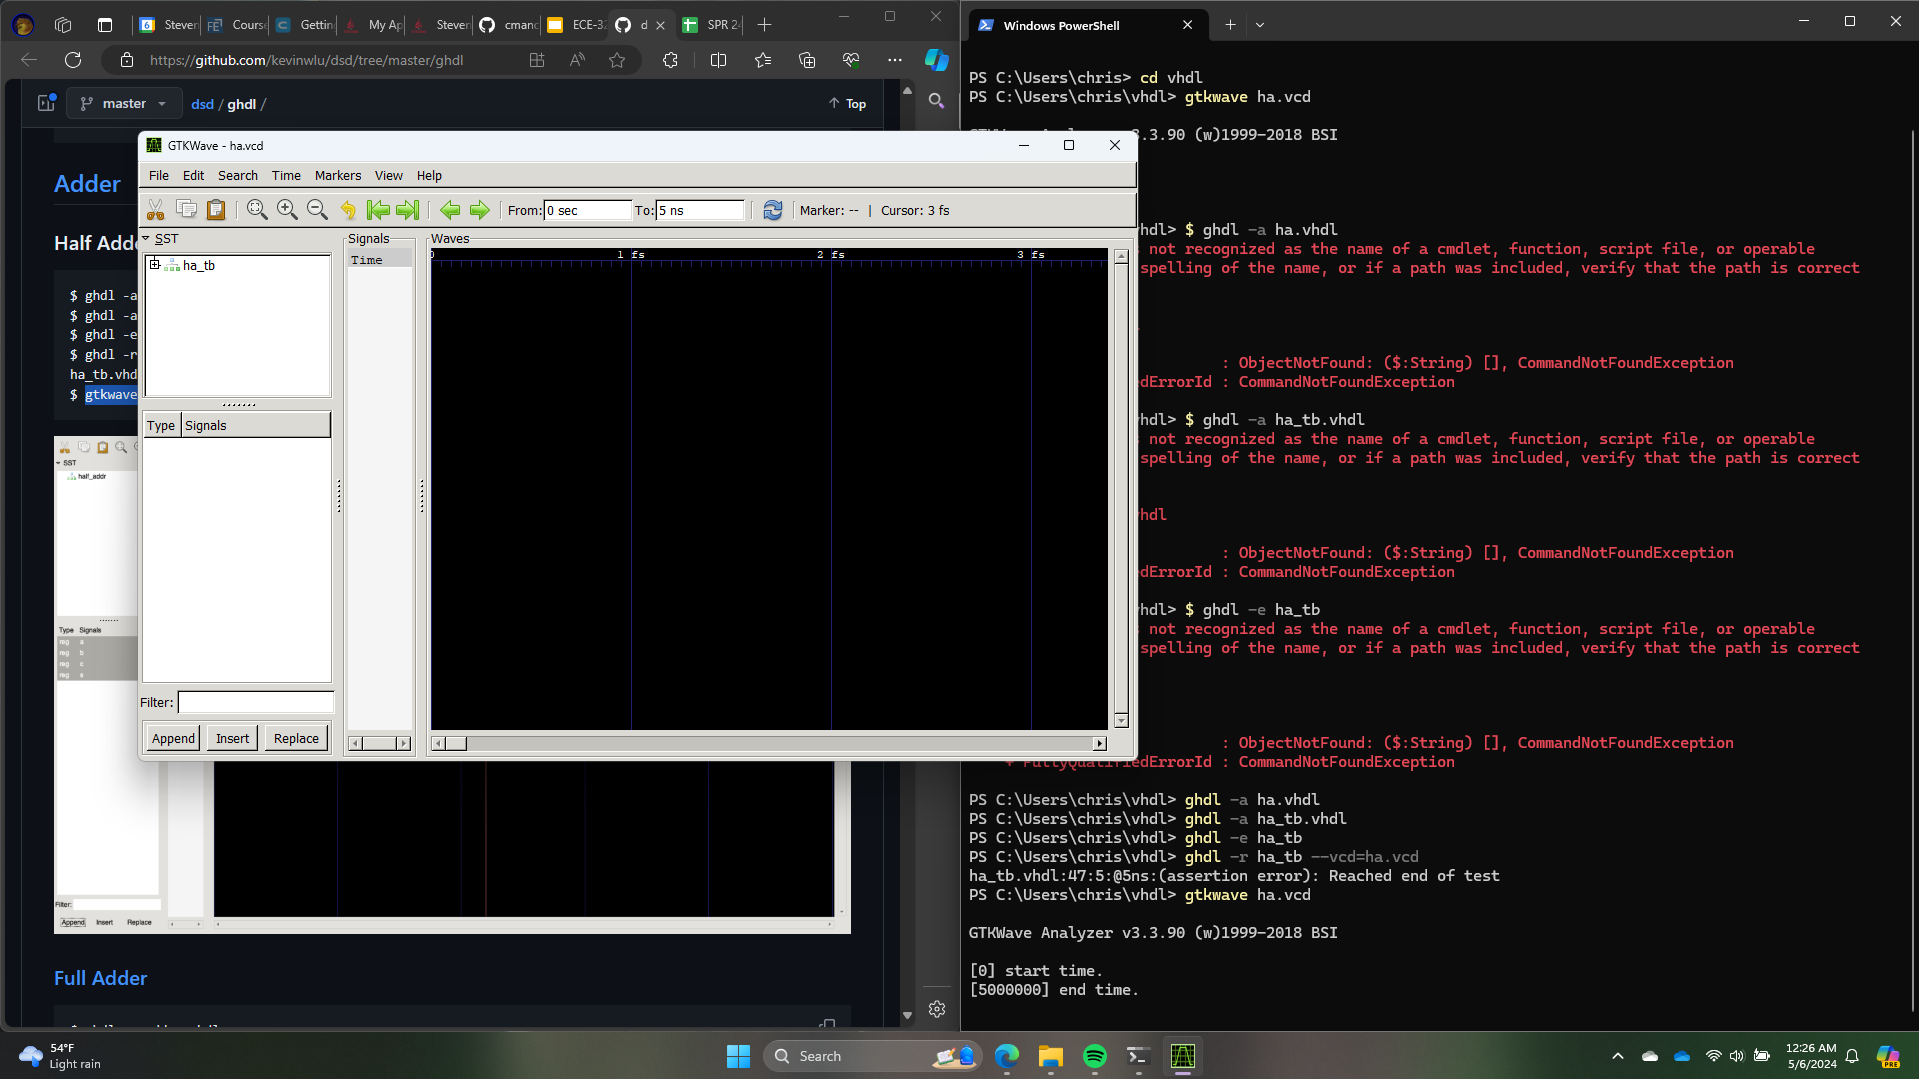 Steven
Course
Gettin
My Ap
Steven
cmanc
ECE-32
d
SPR 24
https://github.com/kevinwlu/dsd/tree/master/ghdl
master
dsd / ghdl /
Top
Adder
Half Adde
$ ghdl -a
$ ghdl -a
$ ghdl -e
$ ghdl -r
ha_tb.vhd
$ gtkwave
SST
half_addr
Type Signals
reg a
reg b
reg c
reg s
Filter:
Append Insert Replace
Full Adder
GTKWave - ha.vcd
File Edit Search Time Markers View Help
From: 0 sec To: 5 ns Marker: -- | Cursor: 3 fs
SST
ha_tb
Type Signals
Filter:
Append Insert Replace
Signals
Time
Waves
0 1 fs 2 fs 3 fs
Windows PowerShell
PS C:\Users\chris> cd vhdl
PS C:\Users\chris\vhdl> gtkwave ha.vcd
.3.90 (w)1999-2018 BSI
hdl> $ ghdl -a ha.vhdl
not recognized as the name of a cmdlet, function, script file, or operable
spelling of the name, or if a path was included, verify that the path is correct
: ObjectNotFound: ($:String) [], CommandNotFoundException
dErrorId : CommandNotFoundException
hdl> $ ghdl -a ha_tb.vhdl
not recognized as the name of a cmdlet, function, script file, or operable
spelling of the name, or if a path was included, verify that the path is correct
hdl
: ObjectNotFound: ($:String) [], CommandNotFoundException
dErrorId : CommandNotFoundException
hdl> $ ghdl -e ha_tb
not recognized as the name of a cmdlet, function, script file, or operable
spelling of the name, or if a path was included, verify that the path is correct
: ObjectNotFound: ($:String) [], CommandNotFoundException
+ FullyQualifiedErrorId : CommandNotFoundException
PS C:\Users\chris\vhdl> ghdl -a ha.vhdl
PS C:\Users\chris\vhdl> ghdl -a ha_tb.vhdl
PS C:\Users\chris\vhdl> ghdl -e ha_tb
PS C:\Users\chris\vhdl> ghdl -r ha_tb --vcd=ha.vcd
ha_tb.vhdl:47:5:@5ns:(assertion error): Reached end of test
PS C:\Users\chris\vhdl> gtkwave ha.vcd
GTKWave Analyzer v3.3.90 (w)1999-2018 BSI
[0] start time.
[5000000] end time.
54°F
Light rain
Search
12:26 AM
5/6/2024